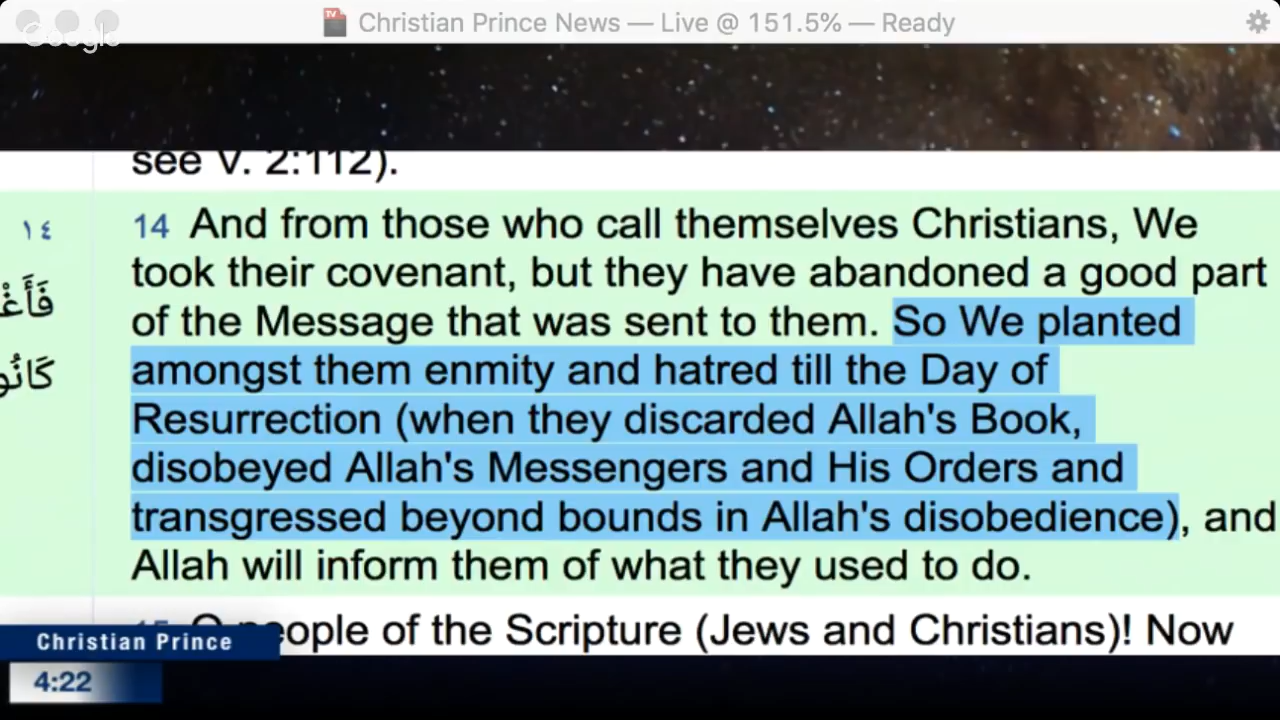 Christian Prince News — Live @ 151.5% — Ready
Google
TV
see V. 2:112).
١٤
14 And from those who call themselves Christians, We
took their covenant, but they have abandoned a good part
of the Message that was sent to them. So We planted
amongst them enmity and hatred till the Day of
Resurrection (when they discarded Allah's Book,
disobeyed Allah's Messengers and His Orders and
transgressed beyond bounds in Allah's disobedience), and
Allah will inform them of what they used to do.
15 O people of the Scripture (Jews and Christians)! Now
Christian Prince
4:22